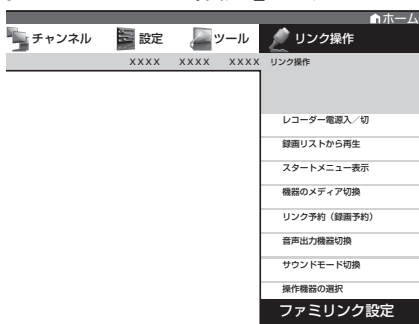 ホーム
チャンネル 設定 ツール リンク操作
XXXX XXXX XXXX リンク操作
レコーダー電源入／切
録画リストから再生
スタートメニュー表示
機器のメディア切換
リンク予約（録画予約）
音声出力機器切換
サウンドモード切換
操作機器の選択
ファミリンク設定